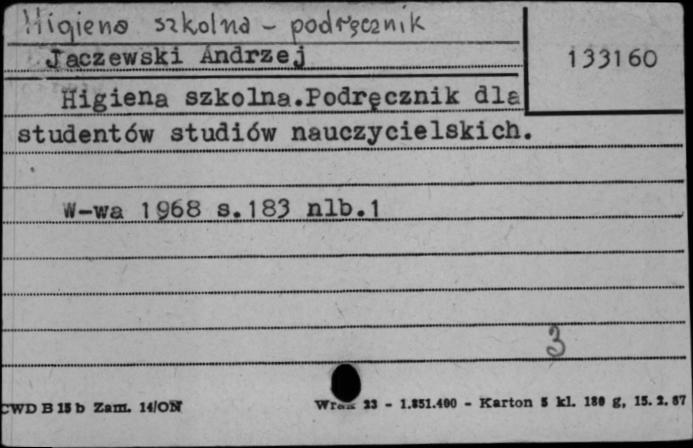 Higiena szkolna - podręcznik
Jaczewski Andrzej
133160
Higiena szkolna.Podręcznik dla
studentów studiów nauczycielskich.
W-wa 1968 s.183 nlb.1
3
CWD B 15 b Zam. 14/ON
23 - 1.851.400 - Karton 5 kl. 180 g, 15. 2. 67